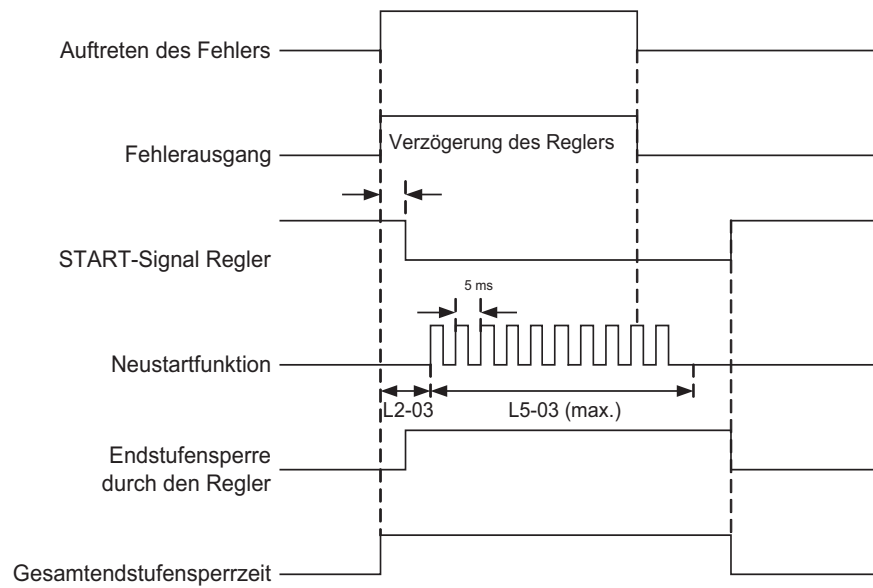 Auftreten des Fehlers
Fehlerausgang
Verzögerung des Reglers
START-Signal Regler
5 ms
Neustartfunktion
L2-03
L5-03 (max.)
Endstufensperre
durch den Regler
Gesamtendstufensperrzeit